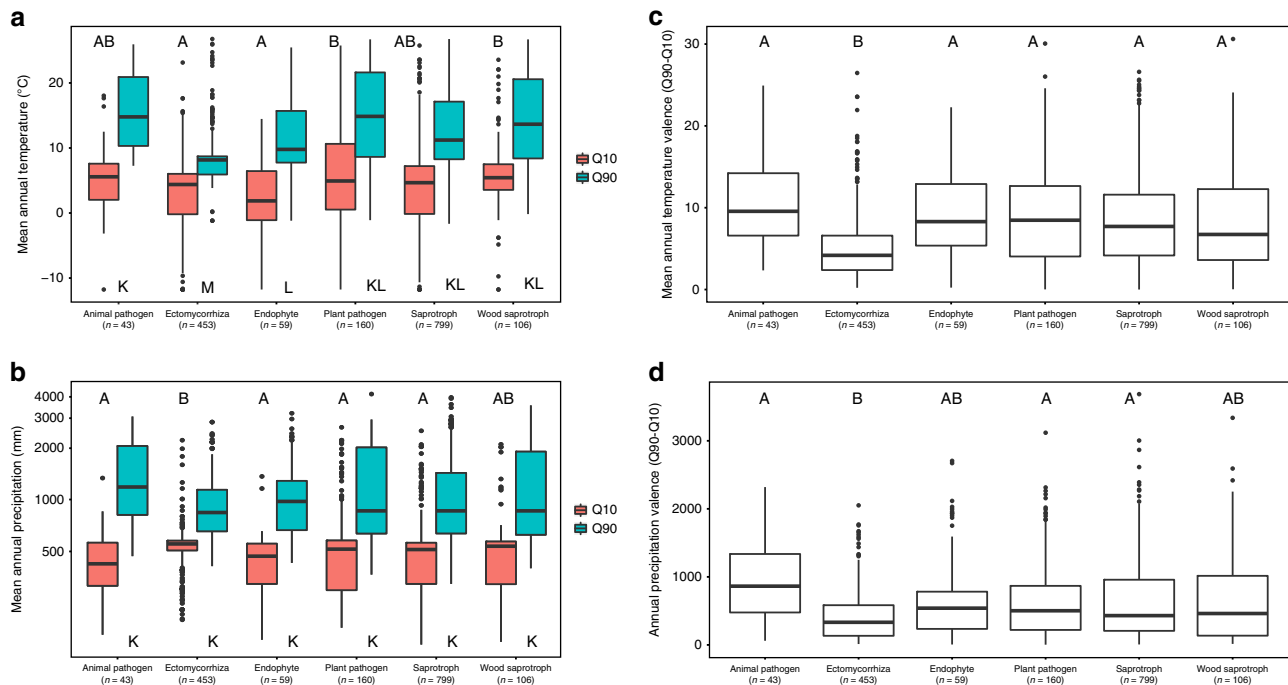 a
AB A A B AB B
20
10
0
−10
Mean annual temperature (°C)
K M L KL KL KL
Animal pathogen Ectomycorrhiza Endophyte Plant pathogen Saprotroph Wood saprotroph
(n = 43) (n = 453) (n = 59) (n = 160) (n = 799) (n = 106)
Q10
Q90
b
A B A A A AB
4000
3000
2000
1000
500
Mean annual precipitation (mm)
K K K K K K
Animal pathogen Ectomycorrhiza Endophyte Plant pathogen Saprotroph Wood saprotroph
(n = 43) (n = 453) (n = 59) (n = 160) (n = 799) (n = 106)
Q10
Q90
c
A B A A A A
30
20
10
0
Mean annual temperature valence (Q90-Q10)
Animal pathogen Ectomycorrhiza Endophyte Plant pathogen Saprotroph Wood saprotroph
(n = 43) (n = 453) (n = 59) (n = 160) (n = 799) (n = 106)
d
A B AB A A AB
3000
2000
1000
0
Annual precipitation valence (Q90-Q10)
Animal pathogen Ectomycorrhiza Endophyte Plant pathogen Saprotroph Wood saprotroph
(n = 43) (n = 453) (n = 59) (n = 160) (n = 799) (n = 106)